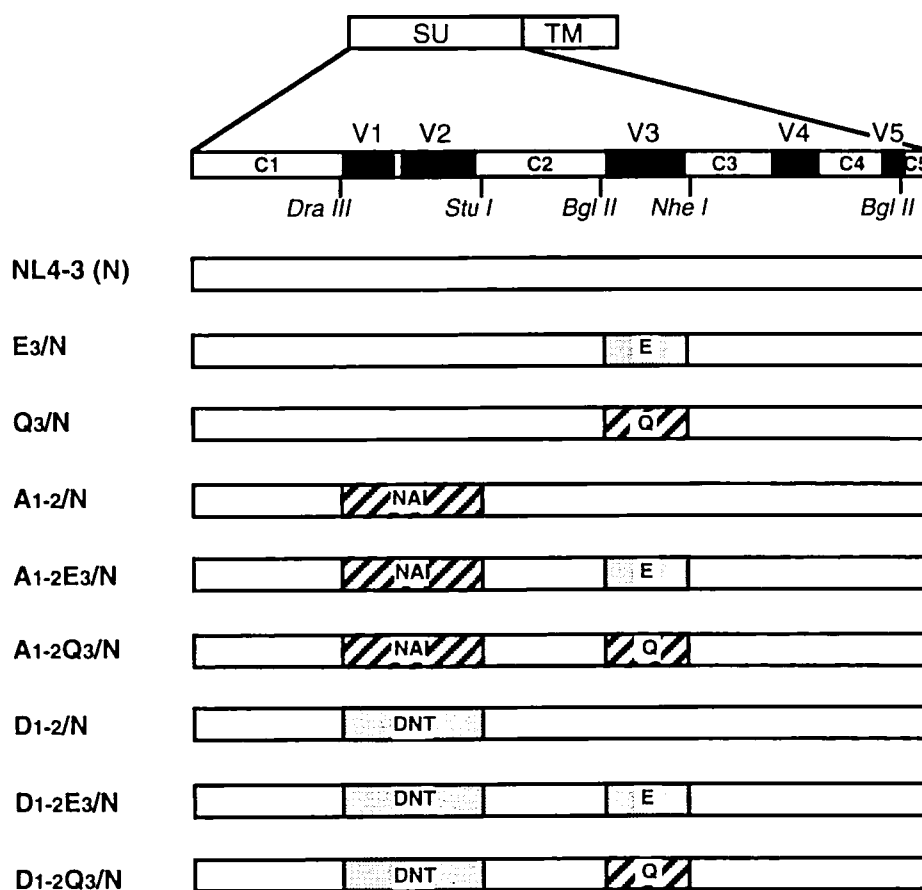 SU TM
V1 V2 V3 V4 V5
C1 C2 C3 C4 C5
Dra III Stu I Bgl II Nhe I Bgl II
NL4-3 (N)
E3/N E
Q3/N Q
A1-2/N NAI
A1-2E3/N NAI E
A1-2Q3/N NAI Q
D1-2/N DNT
D1-2E3/N DNT E
D1-2Q3/N DNT Q